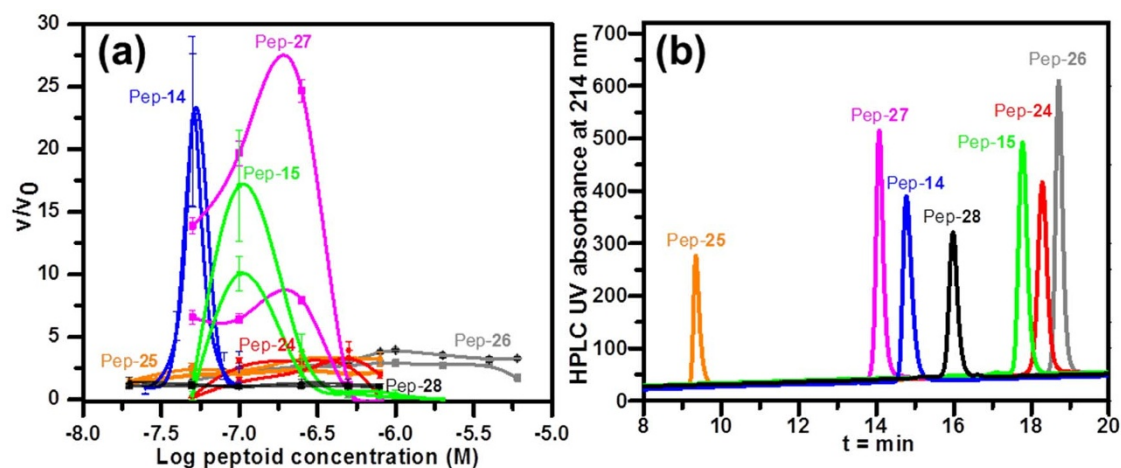 (a)
30
25
20
15
10
5
0
v/v0
Pep-27
Pep-14
Pep-15
Pep-24
Pep-25
Pep-26
Pep-28
-8.0 -7.5 -7.0 -6.5 -6.0 -5.5 -5.0
Log peptoid concentration (M)
(b)
700
600
500
400
300
200
100
0
HPLC UV absorbance at 214 nm
Pep-26
Pep-24
Pep-27
Pep-15
Pep-14
Pep-28
Pep-25
8 10 12 14 16 18 20
t = min